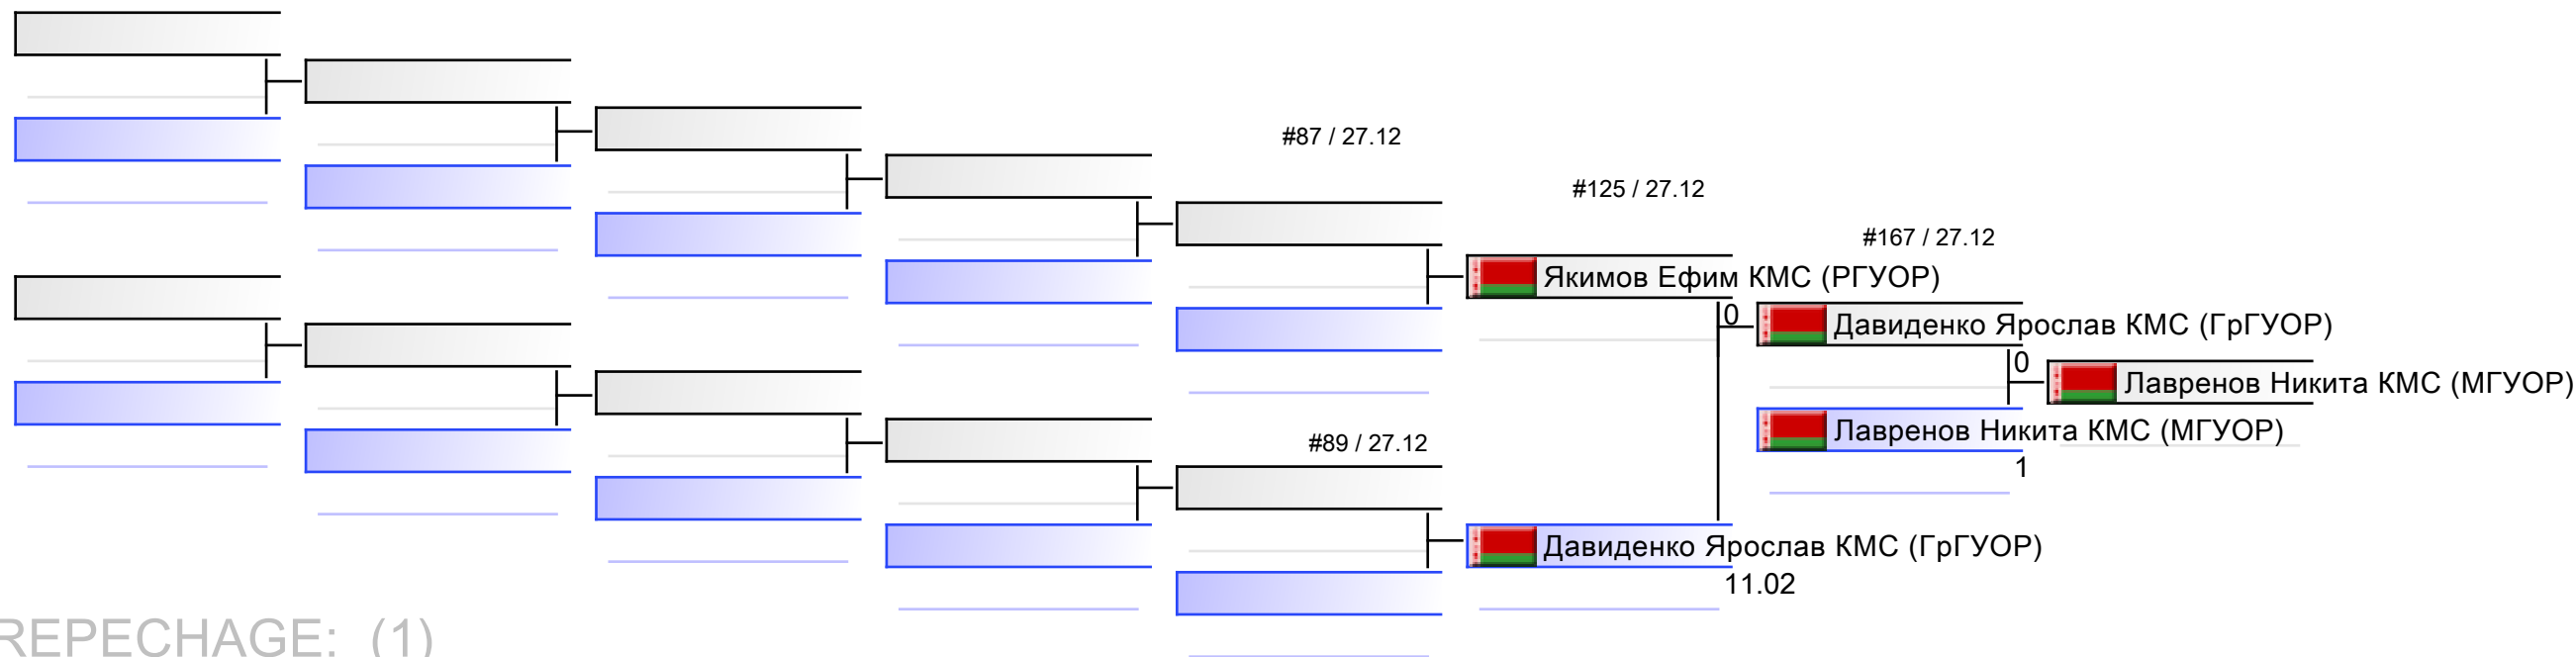 #87 / 27.12
#125 / 27.12
#167 / 27.12
Якимов Ефим КМС (РГУОР)
0
Давиденко Ярослав КМС (ГрГУОР)
0
Лавренов Никита КМС (МГУОР)
Лавренов Никита КМС (МГУОР)
#89 / 27.12
1
Давиденко Ярослав КМС (ГрГУОР)
11.02
REPECHAGE: (1)